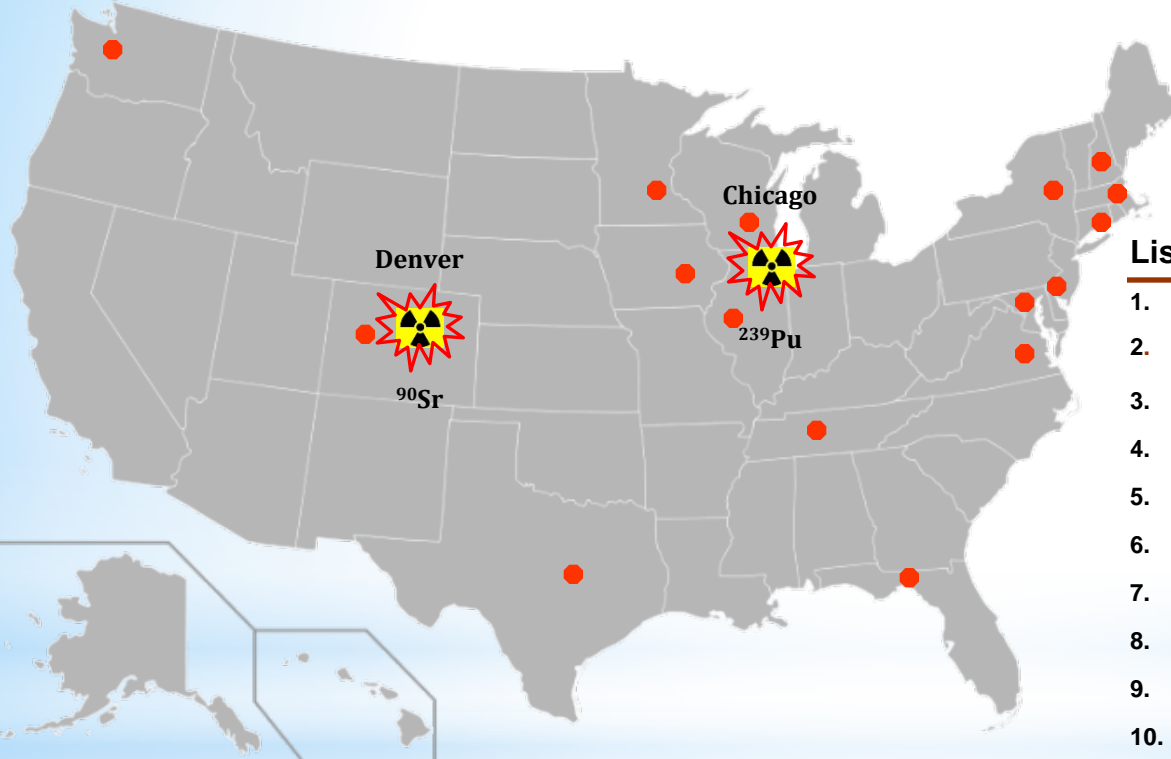 Chicago
Denver
²³⁹Pu
⁹⁰Sr
Lis
1.
2.
3.
4.
5.
6.
7.
8.
9.
10.